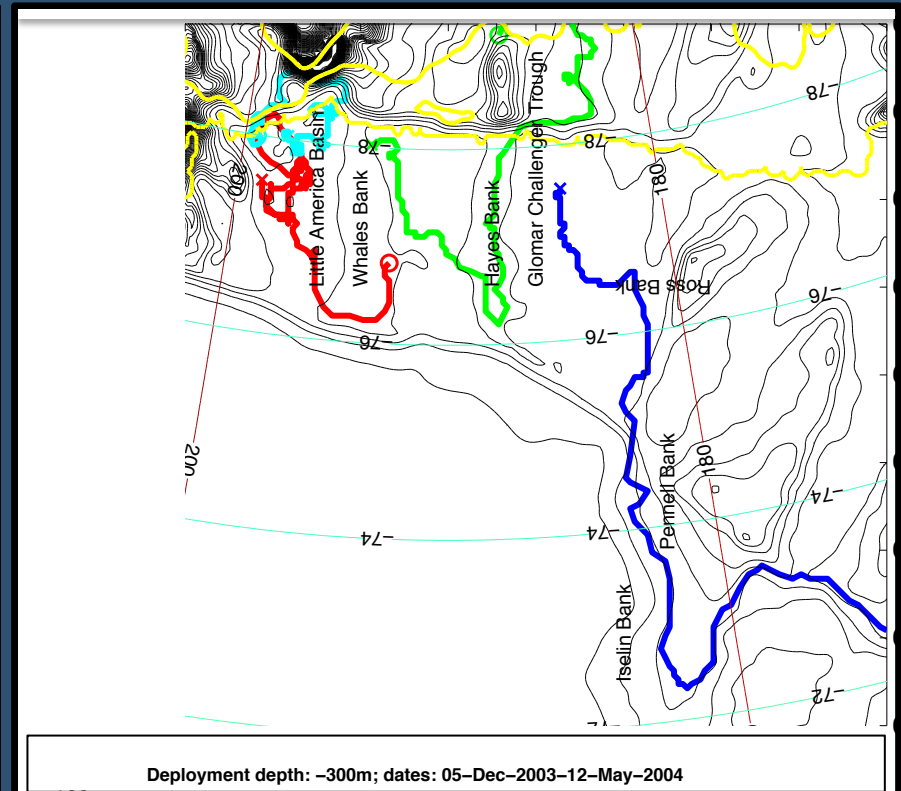 −78
−78
−78
200
180
Little America Basin
Whales Bank
Hayes Bank
Glomar Challenger Trough
Ross Bank
−76
−76
−76
200
180
Pennell Bank
−74
−74
−74
Iselin Bank
−72
Deployment depth: −300m; dates: 05−Dec−2003−12−May−2004